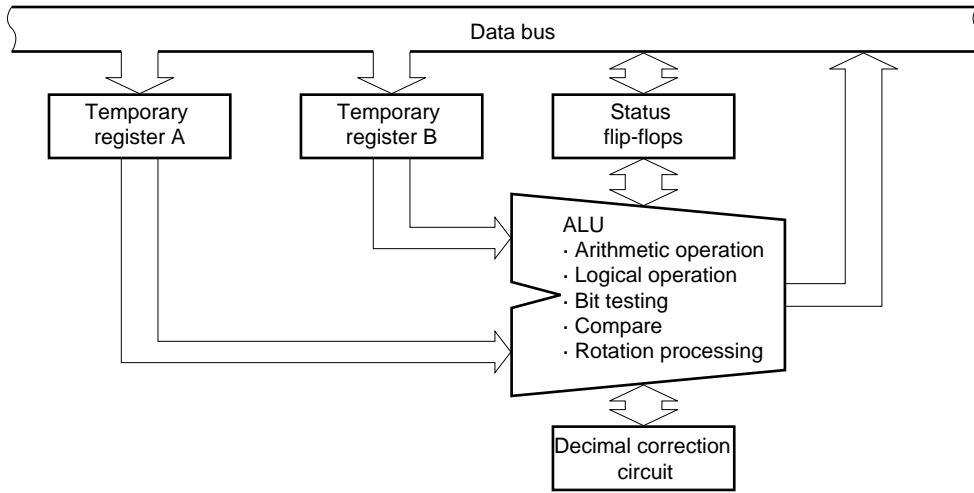 Data bus
Temporary
register A
Temporary
register B
Status
flip-flops
ALU
· Arithmetic operation
· Logical operation
· Bit testing
· Compare
· Rotation processing
Decimal correction
circuit